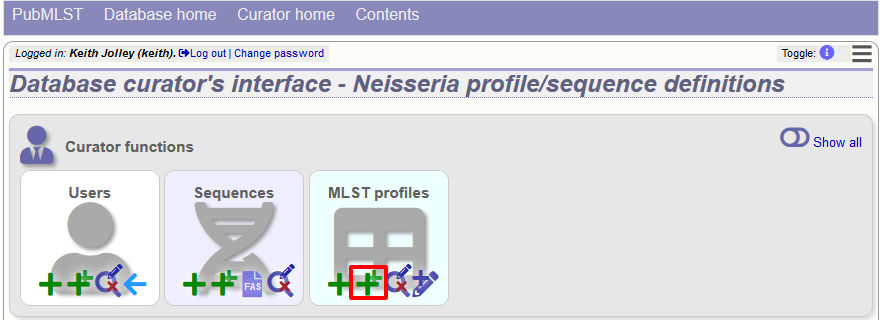 PubMLST Database home Curator home Contents
Logged in: Keith Jolley (keith). Log out | Change password Toggle: i
Database curator's interface - Neisseria profile/sequence definitions
Curator functions Show all
Users Sequences MLST profiles
FAS